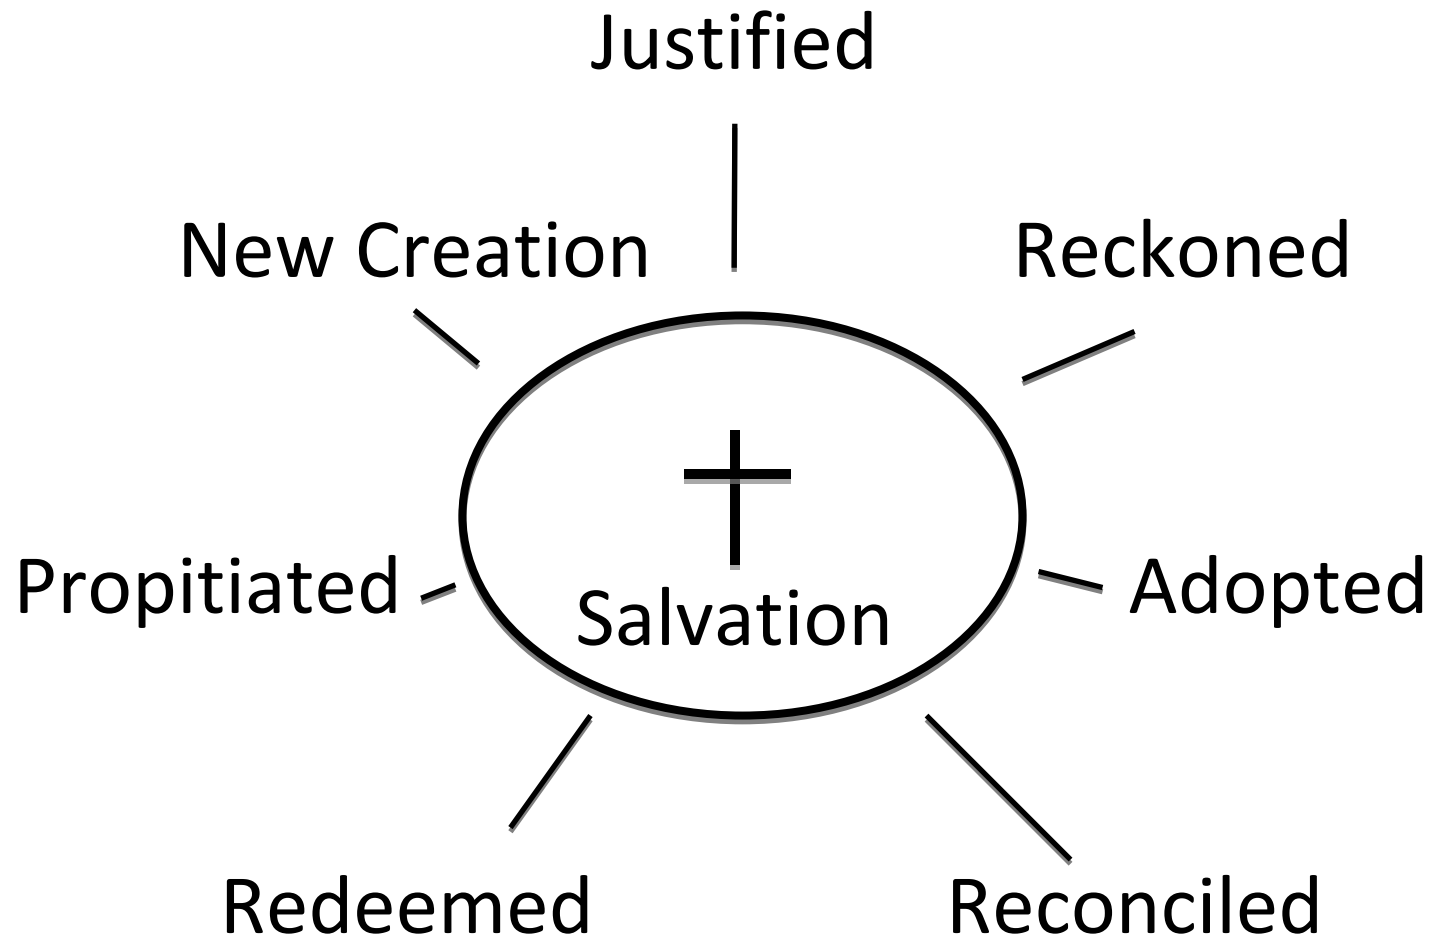 Justified
New Creation
Reckoned
Propitiated
Salvation
Adopted
Redeemed
Reconciled